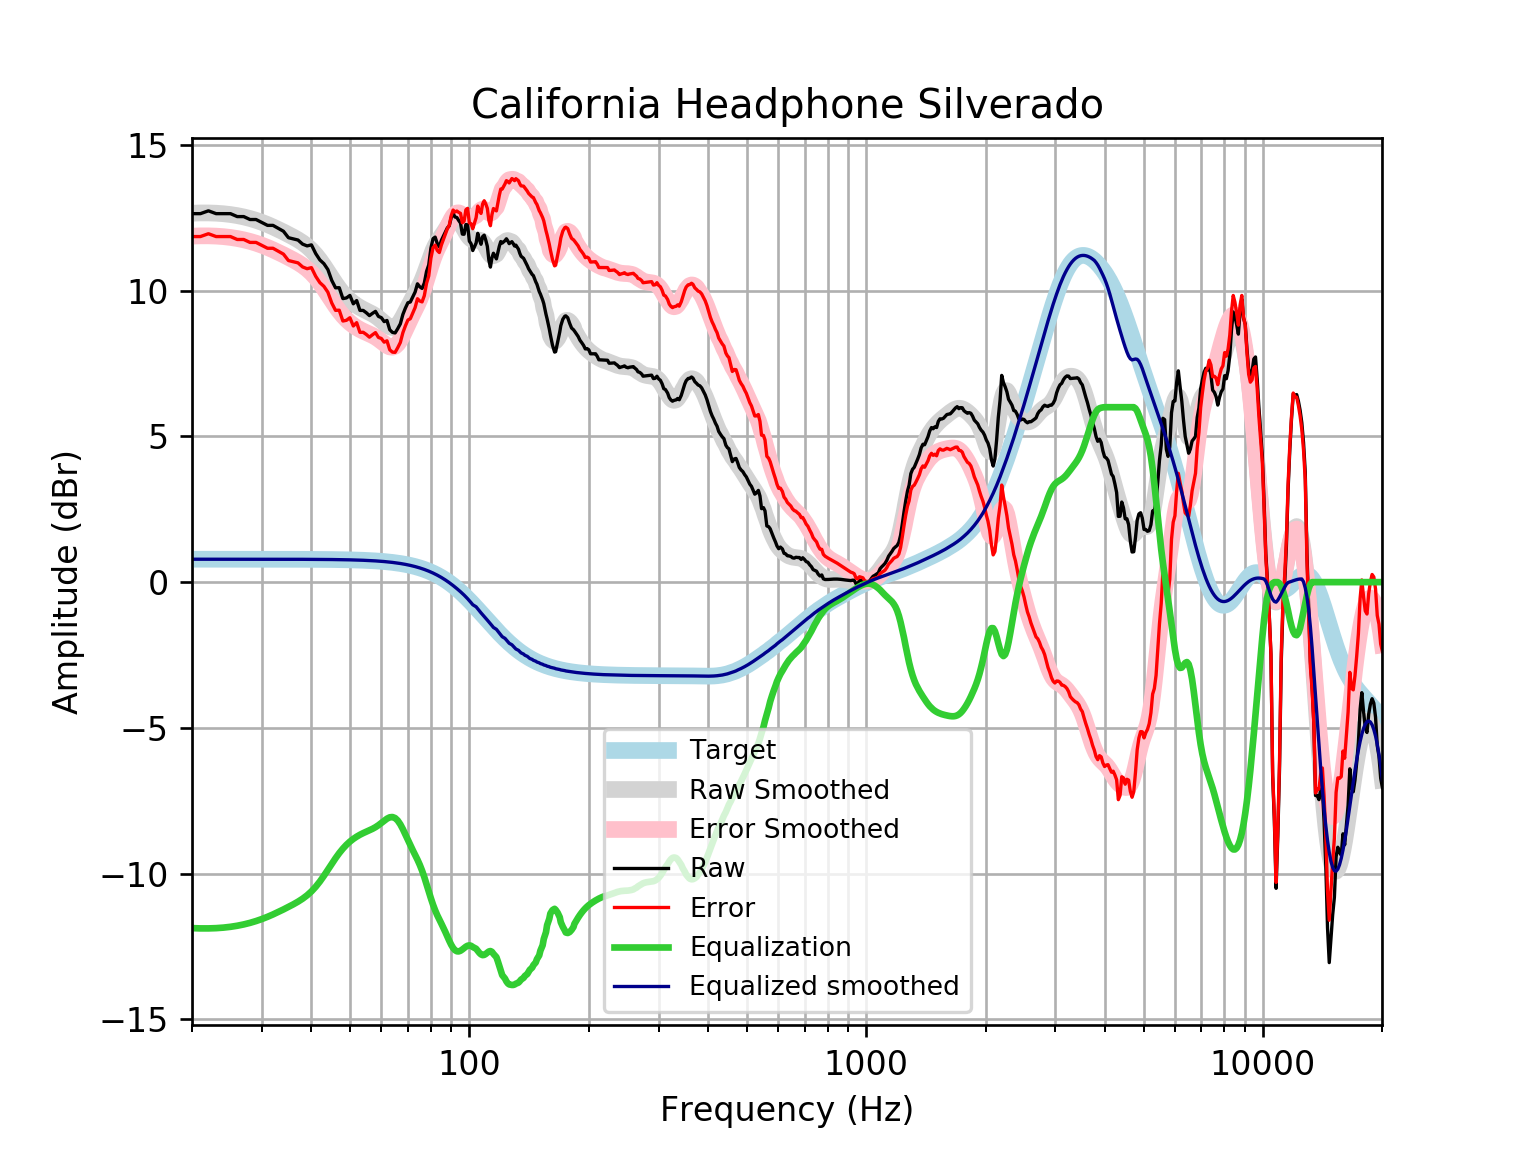 California Headphone Silverado
15
10
5
0
−5
−10
−15
Amplitude (dBr)
Target
Raw Smoothed
Error Smoothed
Raw
Error
Equalization
Equalized smoothed
100 1000 10000
Frequency (Hz)